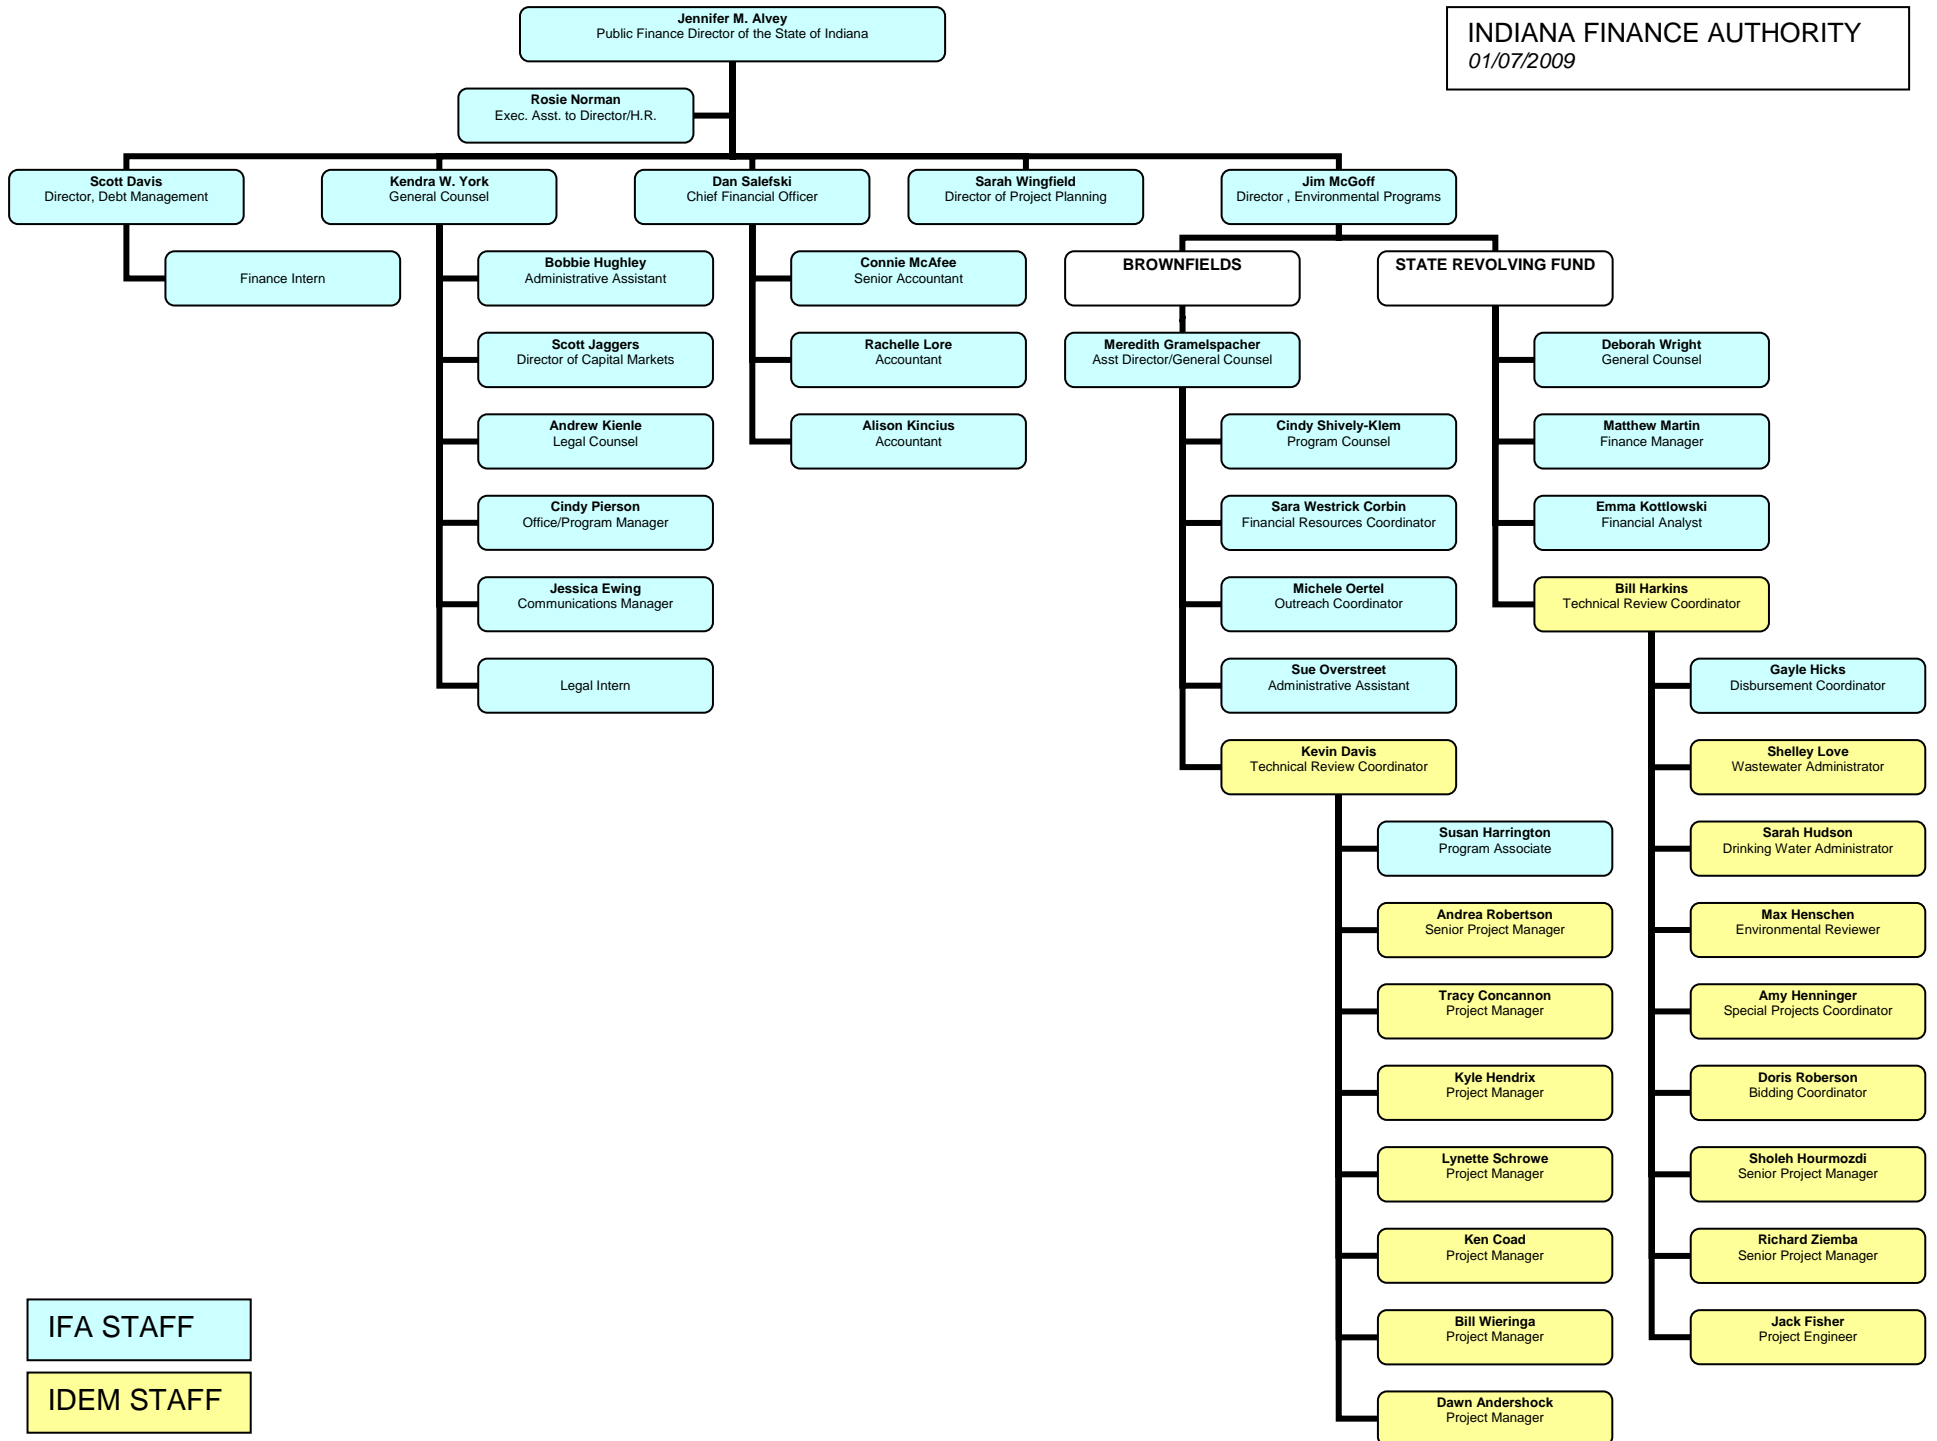 Jennifer M. Alvey
Public Finance Director of the State of Indiana
INDIANA FINANCE AUTHORITY
01/07/2009
Rosie Norman
Exec. Asst. to Director/H.R.
Scott Davis
Director, Debt Management
Kendra W. York
General Counsel
Dan Salefski
Chief Financial Officer
Sarah Wingfield
Director of Project Planning
Jim McGoff
Director , Environmental Programs
Finance Intern
Bobbie Hughley
Administrative Assistant
Scott Jaggers
Director of Capital Markets
Andrew Kienle
Legal Counsel
Cindy Pierson
Office/Program Manager
Jessica Ewing
Communications Manager
Legal Intern
Connie McAfee
Senior Accountant
Rachelle Lore
Accountant
Alison Kincius
Accountant
BROWNFIELDS
Meredith Gramelspacher
Asst Director/General Counsel
Cindy Shively-Klem
Program Counsel
Sara Westrick Corbin
Financial Resources Coordinator
Michele Oertel
Outreach Coordinator
Sue Overstreet
Administrative Assistant
Kevin Davis
Technical Review Coordinator
Susan Harrington
Program Associate
Andrea Robertson
Senior Project Manager
Tracy Concannon
Project Manager
Kyle Hendrix
Project Manager
Lynette Schrowe
Project Manager
Ken Coad
Project Manager
Bill Wieringa
Project Manager
Dawn Andershock
Project Manager
STATE REVOLVING FUND
Deborah Wright
General Counsel
Matthew Martin
Finance Manager
Emma Kottlowski
Financial Analyst
Bill Harkins
Technical Review Coordinator
Gayle Hicks
Disbursement Coordinator
Shelley Love
Wastewater Administrator
Sarah Hudson
Drinking Water Administrator
Max Henschen
Environmental Reviewer
Amy Henninger
Special Projects Coordinator
Doris Roberson
Bidding Coordinator
Sholeh Hourmozdi
Senior Project Manager
Richard Ziemba
Senior Project Manager
Jack Fisher
Project Engineer
IFA STAFF
IDEM STAFF